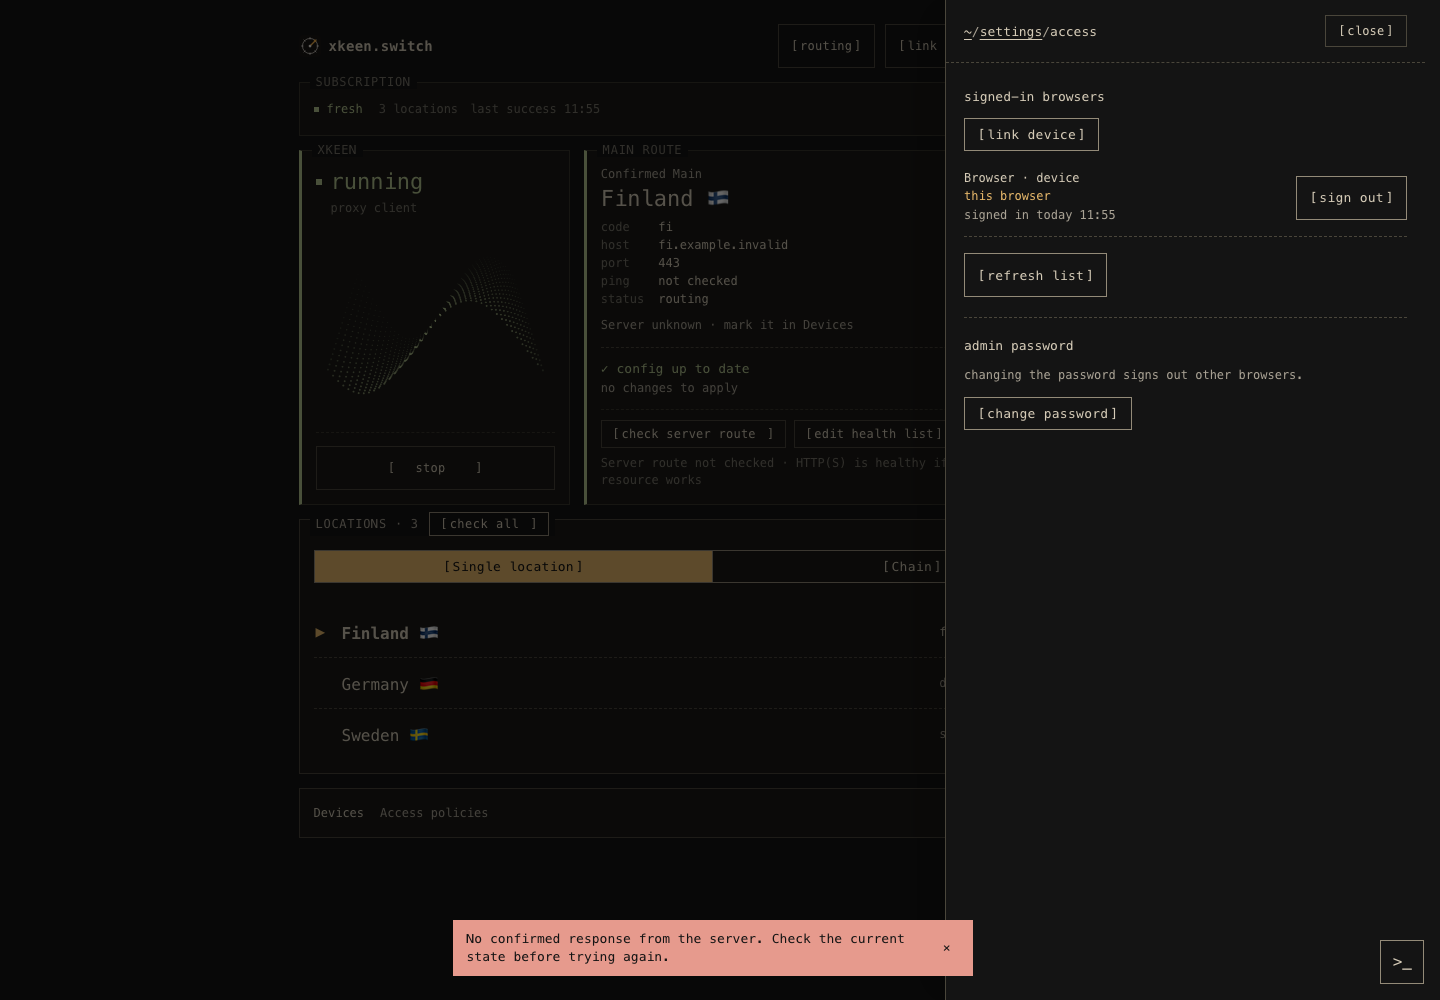 xkeen.switch
[routing]
[link
SUBSCRIPTION
fresh 3 locations last success 11:55
XKEEN
running
proxy client
[ stop ]
MAIN ROUTE
Confirmed Main
Finland
code fi
host fi.example.invalid
port 443
ping not checked
status routing
Server unknown · mark it in Devices
✓ config up to date
no changes to apply
[check server route ] [edit health list]
Server route not checked · HTTP(S) is healthy if
resource works
LOCATIONS · 3 [check all ]
[Single location] [Chain]
▶ Finland f
Germany d
Sweden s
Devices Access policies
~/settings/access [close]
signed-in browsers
[link device]
Browser · device
this browser
signed in today 11:55
[sign out]
[refresh list]
admin password
changing the password signs out other browsers.
[change password]
No confirmed response from the server. Check the current
state before trying again.
×
>_